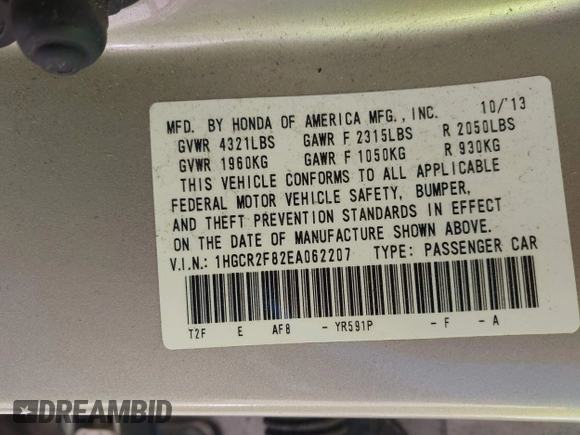 MFD. BY HONDA OF AMERICA MFG., INC. 10/'13
GVWR 4321LBS GAWR F 2315LBS R 2050LBS
GVWR 1960KG GAWR F 1050KG R 930KG
THIS VEHICLE CONFORMS TO ALL APPLICABLE
FEDERAL MOTOR VEHICLE SAFETY, BUMPER,
AND THEFT PREVENTION STANDARDS IN EFFECT
ON THE DATE OF MANUFACTURE SHOWN ABOVE.
V.I.N.: 1HGCR2F82EA062207 TYPE: PASSENGER CAR
T2F E AF8 - YR591P - F - A
DREAMBID